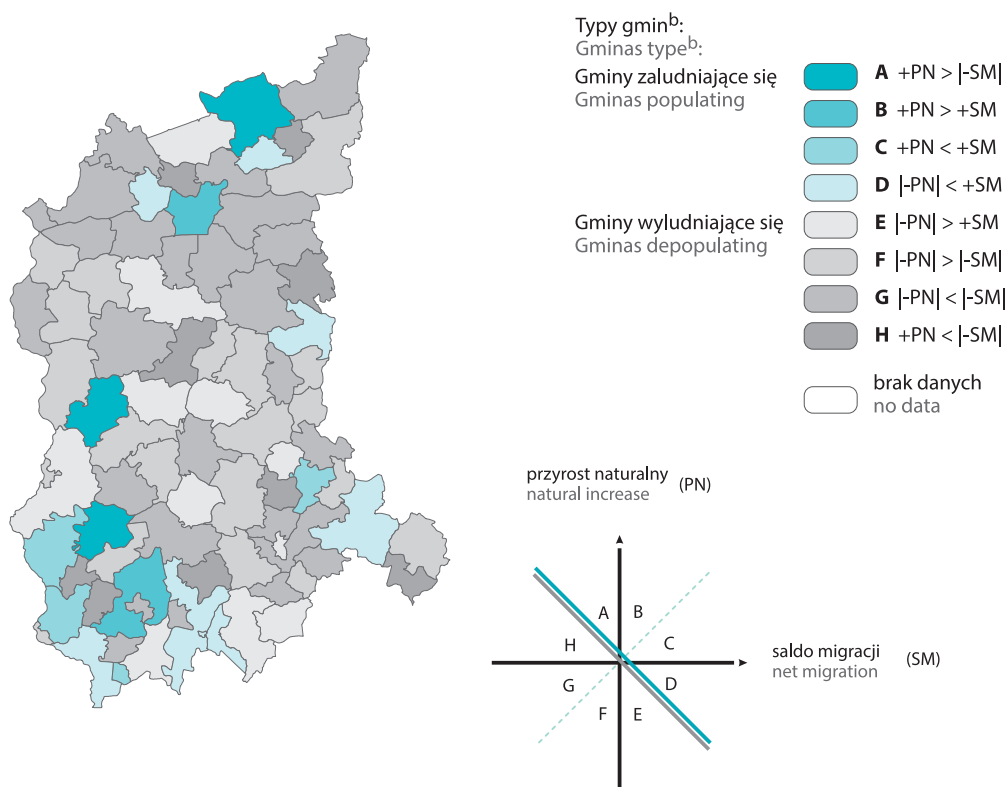 Typy gmin^b:
Gminas type^b:
Gminy zaludniające się
Gminas populating
A +PN > |-SM|
B +PN > +SM
C +PN < +SM
D |-PN| < +SM
Gminy wyludniające się
Gminas depopulating
E |-PN| > +SM
F |-PN| > |-SM|
G |-PN| < |-SM|
H +PN < |-SM|
brak danych
no data
przyrost naturalny (PN)
natural increase
A B
H C
saldo migracji (SM)
net migration
G D
F E